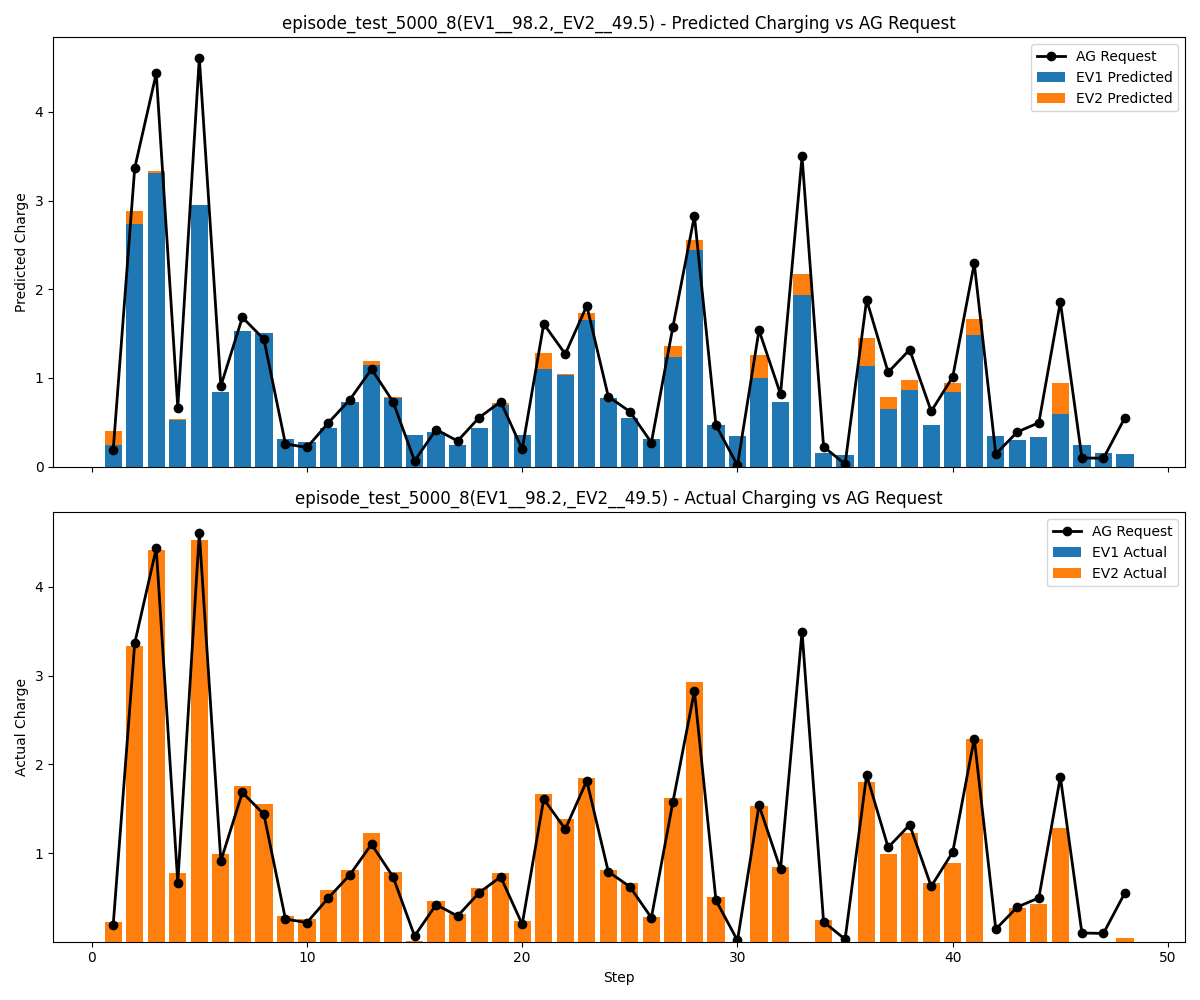 episode_test_5000_8(EV1__98.2,_EV2__49.5) - Predicted Charging vs AG Request
AG Request
EV1 Predicted
EV2 Predicted
Predicted Charge
4
3
2
1
0
episode_test_5000_8(EV1__98.2,_EV2__49.5) - Actual Charging vs AG Request
AG Request
EV1 Actual
EV2 Actual
Actual Charge
4
3
2
1
0 10 20 30 40 50
Step